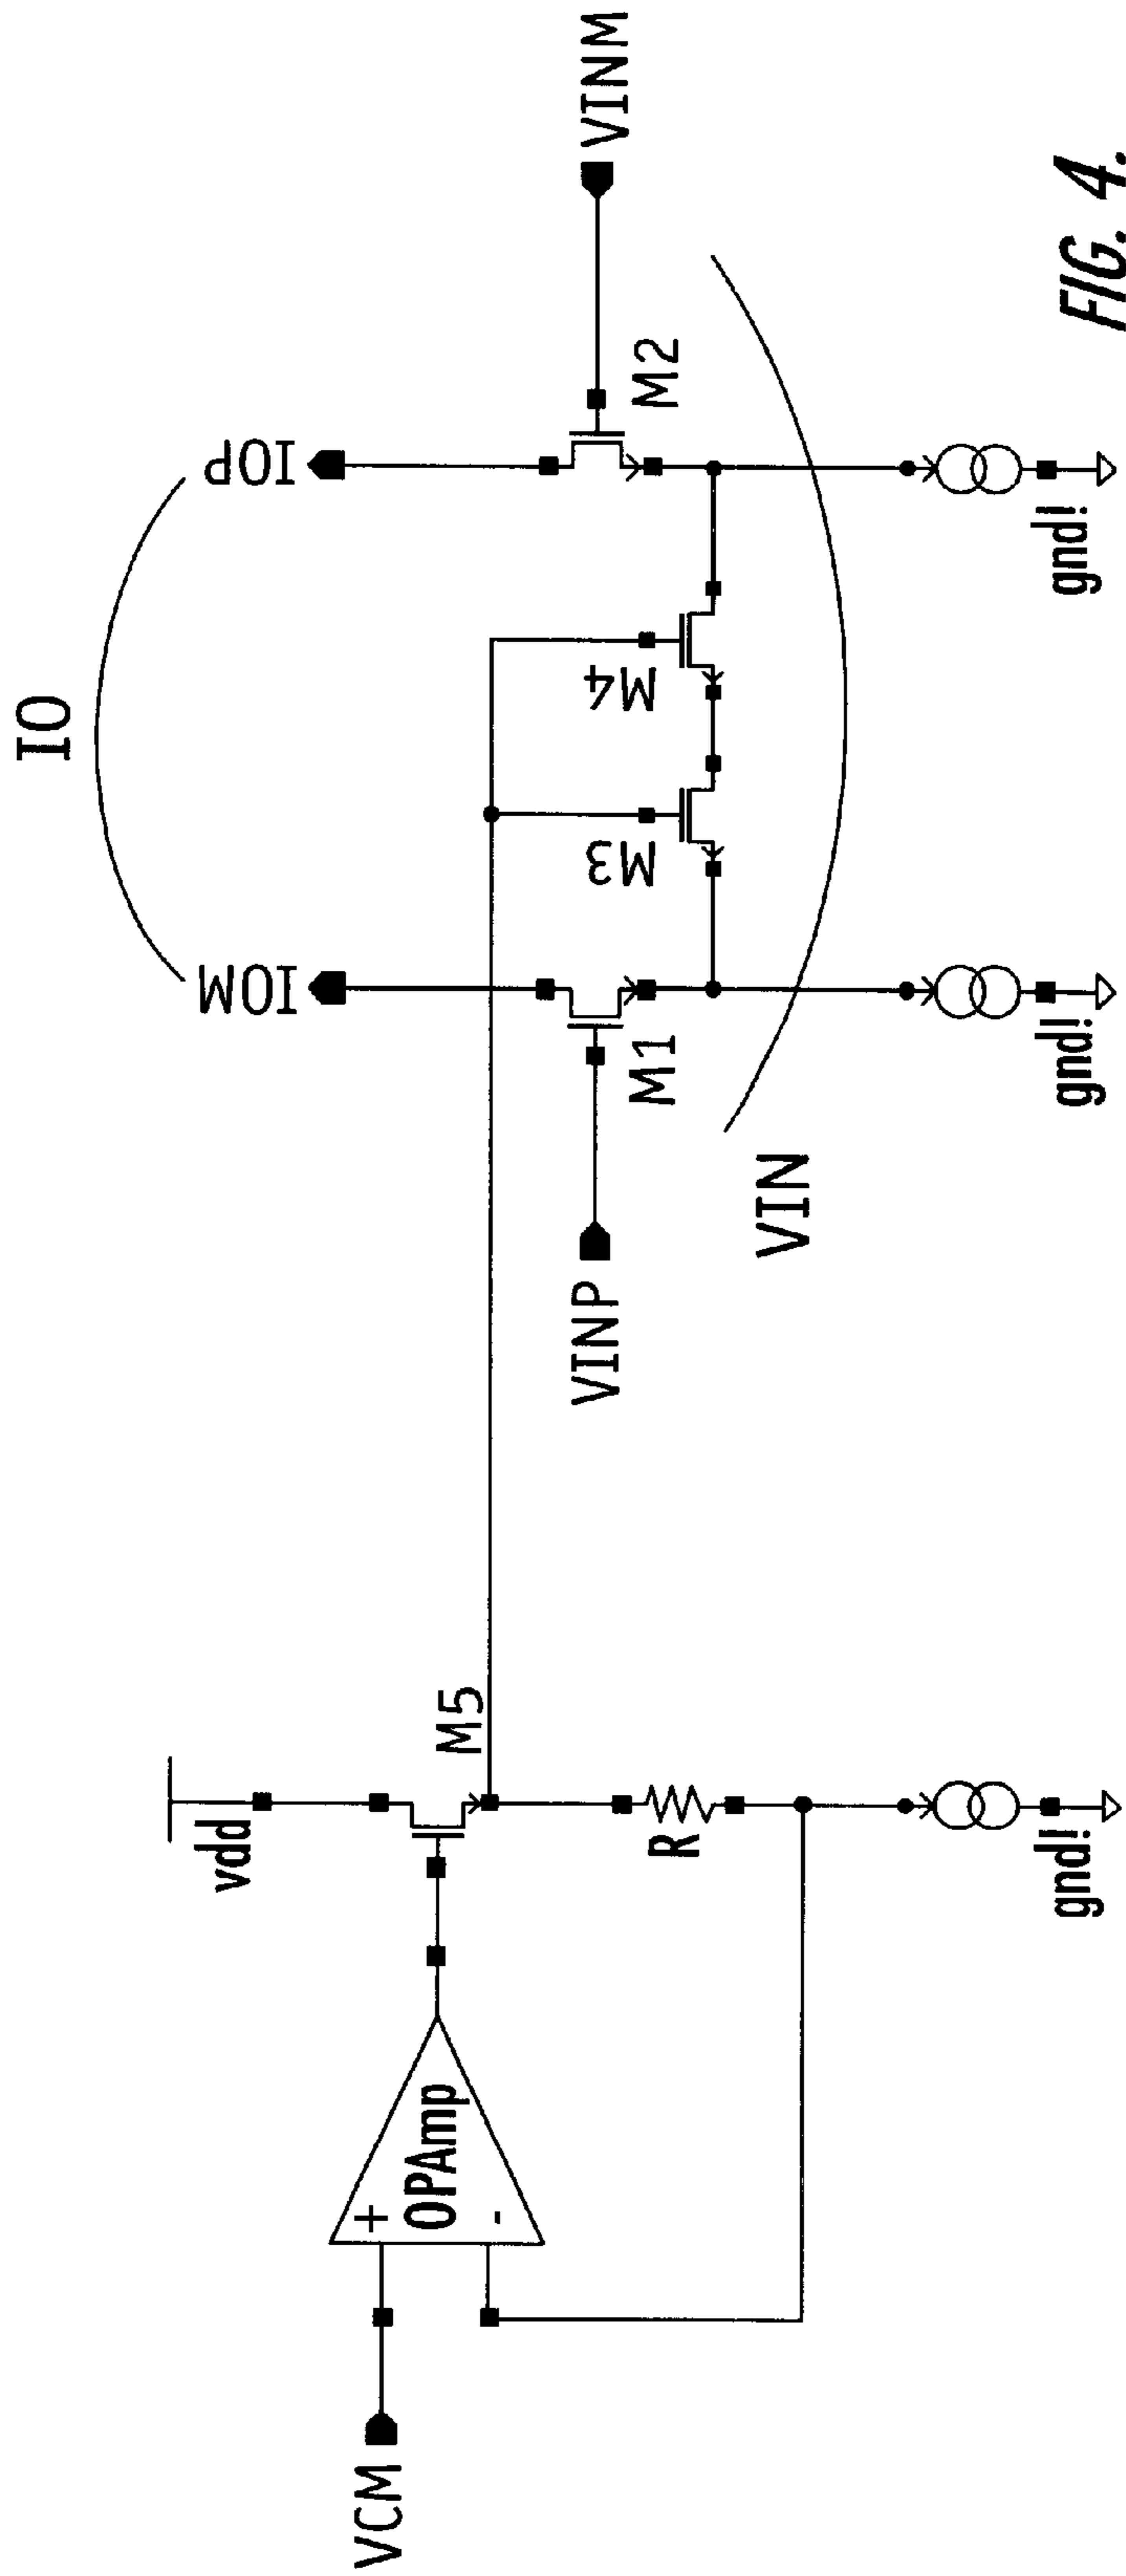 IO
IOM
IOP
vdd
M5
VCM
+
OPAmp
-
R
gnd!
VINP
M1
M3
M4
M2
VINM
VIN
gnd!
gnd!
FIG. 4.